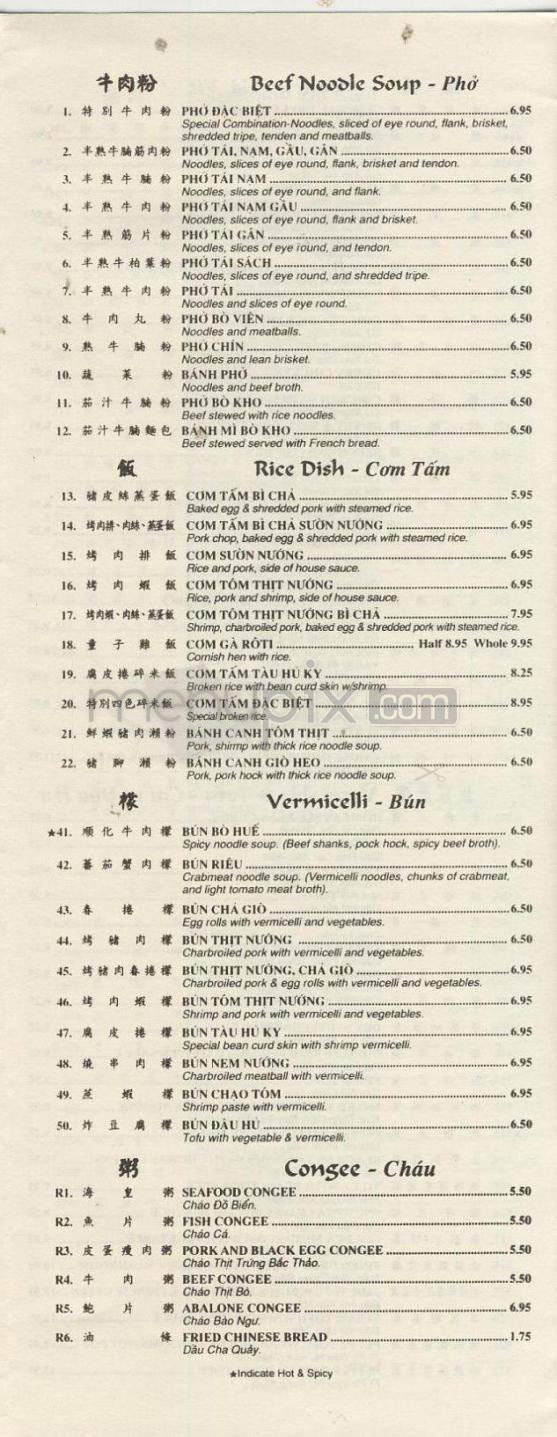 牛肉粉 Beef Noodle Soup - Phở
1. 特別牛肉粉 PHỞ ĐẶC BIỆT 6.95
Special Combination-Noodles, sliced of eye round, flank, brisket,
shredded tripe, tenden and meatballs.
2. 半熟牛腩筋肉粉 PHỞ TÁI, NẠM, GẦU, GÂN 6.50
Noodles, slices of eye round, flank, brisket and tendon.
3. 半熟牛腩粉 PHỞ TÁI NẠM 6.50
Noodles, slices of eye round, and flank.
4. 半熟牛肉粉 PHỞ TÁI NẠM GẦU 6.50
Noodles, slices of eye round, flank and brisket.
5. 半熟筋片粉 PHỞ TÁI GÂN 6.50
Noodles, slices of eye round, and tendon.
6. 半熟牛柏葉粉 PHỞ TÁI SÁCH 6.50
Noodles, slices of eye round, and shredded tripe.
7. 半熟牛肉粉 PHỞ TÁI 6.50
Noodles and slices of eye round.
8. 牛肉丸粉 PHỞ BÒ VIÊN 6.50
Noodles and meatballs.
9. 熟牛腩粉 PHỞ CHÍN 6.50
Noodles and lean brisket.
10. 蔬菜粉 BÁNH PHỞ 5.95
Noodles and beef broth.
11. 茄汁牛腩粉 PHỞ BÒ KHO 6.50
Beef stewed with rice noodles.
12. 茄汁牛腩麵包 BÁNH MÌ BÒ KHO 6.50
Beef stewed served with French bread.
飯 Rice Dish - Cơm Tấm
13. 豬皮絲蒸蛋飯 CƠM TẤM BÌ CHẢ 5.95
Baked egg & shredded pork with steamed rice.
14. 烤肉排、肉絲、蒸蛋飯 CƠM TẤM BÌ CHẢ SƯỜN NƯỚNG 6.95
Pork chop, baked egg & shredded pork with steamed rice.
15. 烤肉排飯 CƠM SƯỜN NƯỚNG 6.95
Rice and pork, side of house sauce.
16. 烤肉蝦飯 CƠM TÔM THỊT NƯỚNG 6.95
Rice, pork and shrimp, side of house sauce.
17. 烤肉蝦、肉絲、蒸蛋飯 CƠM TÔM THỊT NƯỚNG BÌ CHẢ 7.95
Shrimp, charbroiled pork, baked egg & shredded pork with steamed rice.
18. 童子雞飯 CƠM GÀ RÔTI Half 8.95 Whole 9.95
Cornish hen with rice.
19. 腐皮捲碎米飯 CƠM TẤM TÀU HỦ KY 8.25
Broken rice with bean curd skin w/shrimp.
20. 特別四色碎米飯 CƠM TẤM ĐẶC BIỆT 8.95
Special broken rice.
21. 鮮蝦豬肉瀨粉 BÁNH CANH TÔM THỊT 6.50
Pork, shirmp with thick rice noodle soup.
22. 豬腳瀨粉 BÁNH CANH GIÒ HEO 6.50
Pork, pork hock with thick rice noodle soup.
檬 Vermicelli - Bún
★41. 順化牛肉檬 BÚN BÒ HUẾ 6.50
Spicy noodle soup. (Beef shanks, pock hock, spicy beef broth).
42. 蕃茄蟹肉檬 BÚN RIÊU 6.50
Crabmeat noodle soup. (Vermicelli noodles, chunks of crabmeat,
and light tomato meat broth).
43. 春捲檬 BÚN CHẢ GIÒ 6.50
Egg rolls with vermicelli and vegetables.
44. 烤豬肉檬 BÚN THỊT NƯỚNG 6.50
Charbroiled pork with vermicelli and vegetables.
45. 烤豬肉春捲檬 BÚN THỊT NƯỚNG, CHẢ GIÒ 6.95
Charbroiled pork & egg rolls with vermicelli and vegetables.
46. 烤肉蝦檬 BÚN TÔM THỊT NƯỚNG 6.95
Shrimp and pork with vermicelli and vegetables.
47. 腐皮捲檬 BÚN TÀU HỦ KY 6.95
Special bean curd skin with shrimp vermicelli.
48. 燒串肉檬 BÚN NEM NƯỚNG 6.95
Charbroiled meatball with vermicelli.
49. 蔗蝦檬 BÚN CHẠO TÔM 6.95
Shrimp paste with vermicelli.
50. 炸豆腐檬 BÚN ĐẬU HỦ 6.50
Tofu with vegetable & vermicelli.
粥 Congee - Cháu
R1. 海皇粥 SEAFOOD CONGEE 5.50
Cháo Đồ Biển.
R2. 魚片粥 FISH CONGEE 5.50
Cháo Cá.
R3. 皮蛋瘦肉粥 PORK AND BLACK EGG CONGEE 5.50
Cháo Thịt Trứng Bắc Thảo.
R4. 牛肉粥 BEEF CONGEE 5.50
Cháo Thịt Bò.
R5. 鮑片粥 ABALONE CONGEE 6.95
Cháo Bào Ngư.
R6. 油條 FRIED CHINESE BREAD 1.75
Dầu Cha Quảy.
★Indicate Hot & Spicy
menupix.com